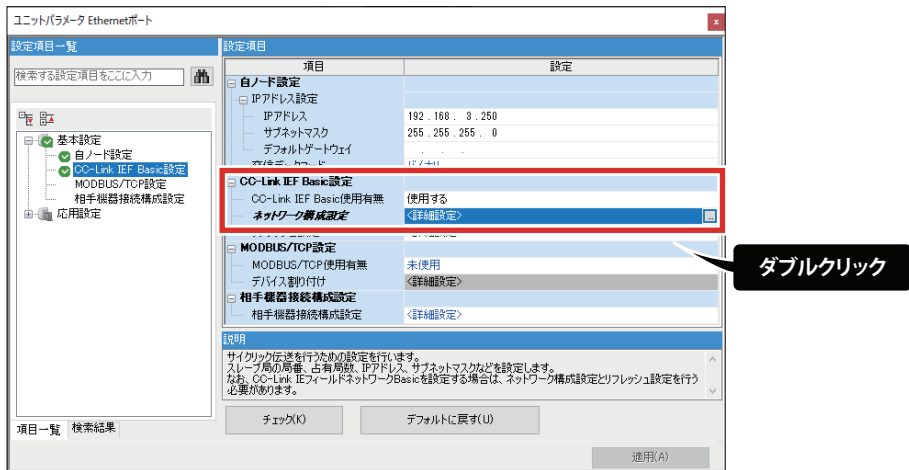 ユニットパラメータ Ethernetポート
設定項目一覧
検索する設定項目をここに入力
基本設定
自ノード設定
CC-Link IEF Basic設定
MODBUS/TCP設定
相手機器接続構成設定
応用設定
項目一覧 検索結果
設定項目
項目 設定
自ノード設定
IPアドレス設定
IPアドレス 192 . 168 . 3 . 250
サブネットマスク 255 . 255 . 255 . 0
デフォルトゲートウェイ . . .
交信データコード バイナリ
CC-Link IEF Basic設定
CC-Link IEF Basic使用有無 使用する
ネットワーク構成設定 <詳細設定>
MODBUS/TCP設定
MODBUS/TCP使用有無 未使用
デバイス割り付け <詳細設定>
相手機器接続構成設定
相手機器接続構成設定 <詳細設定>
ダブルクリック
説明
サイクリック伝送を行うための設定を行います。
スレーブ局の局番、占有局数、IPアドレス、サブネットマスクなどを設定します。
なお、CC-Link IEフィールドネットワークBasicを設定する場合は、ネットワーク構成設定とリフレッシュ設定を行う
必要があります。
チェック(K) デフォルトに戻す(U)
適用(A)